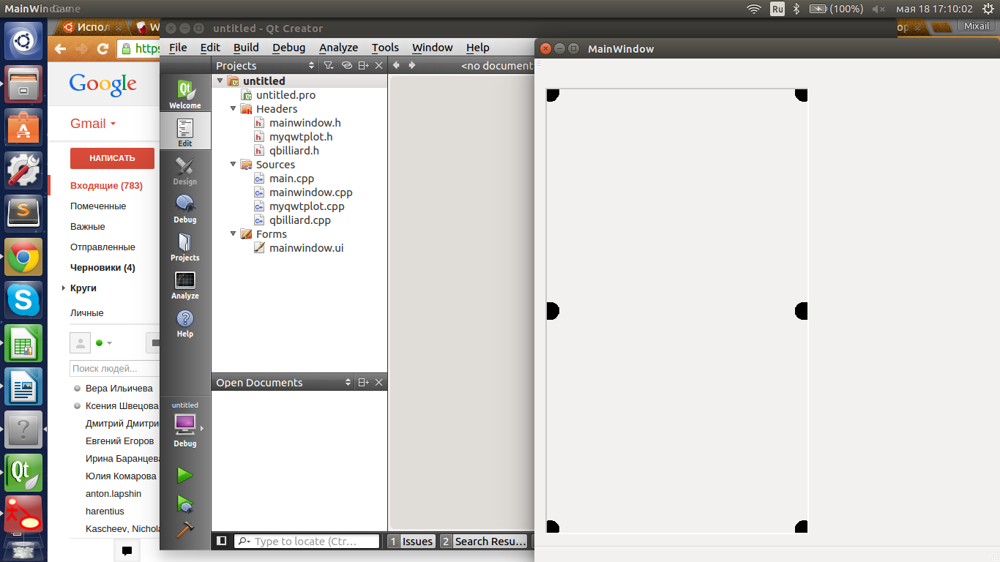 MainWindow
Game
Ru
(100%)
мая 18 17:10:02
Испол
W
untitled - Qt Creator
ор
Mixail
https
File Edit Build Debug Analyze Tools Window Help
MainWindow
Projects
<no document
Google
untitled
untitled.pro
Headers
mainwindow.h
myqwtplot.h
qbilliard.h
Sources
main.cpp
mainwindow.cpp
myqwtplot.cpp
qbilliard.cpp
Forms
mainwindow.ui
Welcome
Edit
Design
Debug
Projects
Analyze
Help
Gmail
НАПИСАТЬ
Входящие (783)
Помеченные
Важные
Отправленные
Черновики (4)
Круги
Личные
Поиск людей...
Вера Ильичева
Ксения Швецова
Дмитрий Дмитрие
Евгений Егоров
Ирина Баранцева
Юлия Комарова
anton.lapshin
harentius
Kascheev, Nichola
Open Documents
untitled
Debug
Type to locate (Ctr...
1 Issues
2 Search Resu...